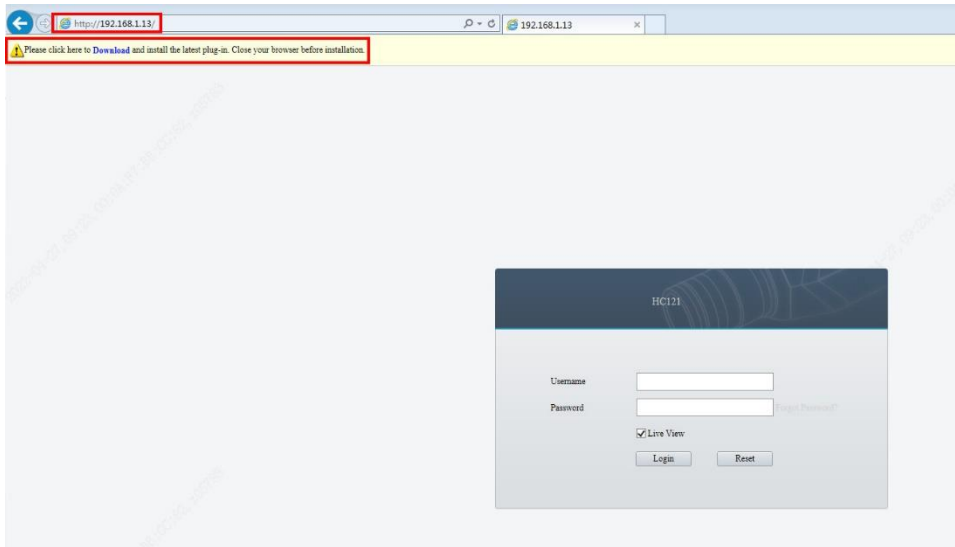 http://192.168.1.13/
192.168.1.13
Please click here to Download and install the latest plug-in. Close your browser before installation.
HC121
Username
Password
Forgot Password?
Live View
Login
Reset